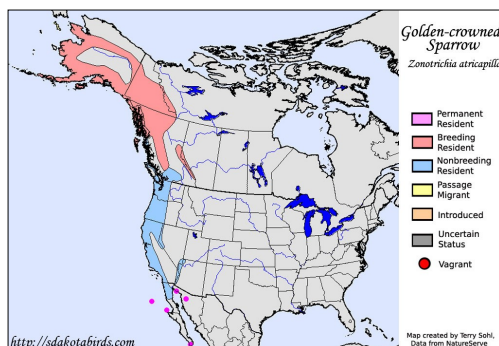 Golden-crowned
Sparrow
Zonotrichia atricapilla
Permanent
Resident
Breeding
Resident
Nonbreeding
Resident
Passage
Migrant
Introduced
Uncertain
Status
Vagrant
http://sdakotabirds.com
Map created by Terry Sohl,
Data from NatureServe